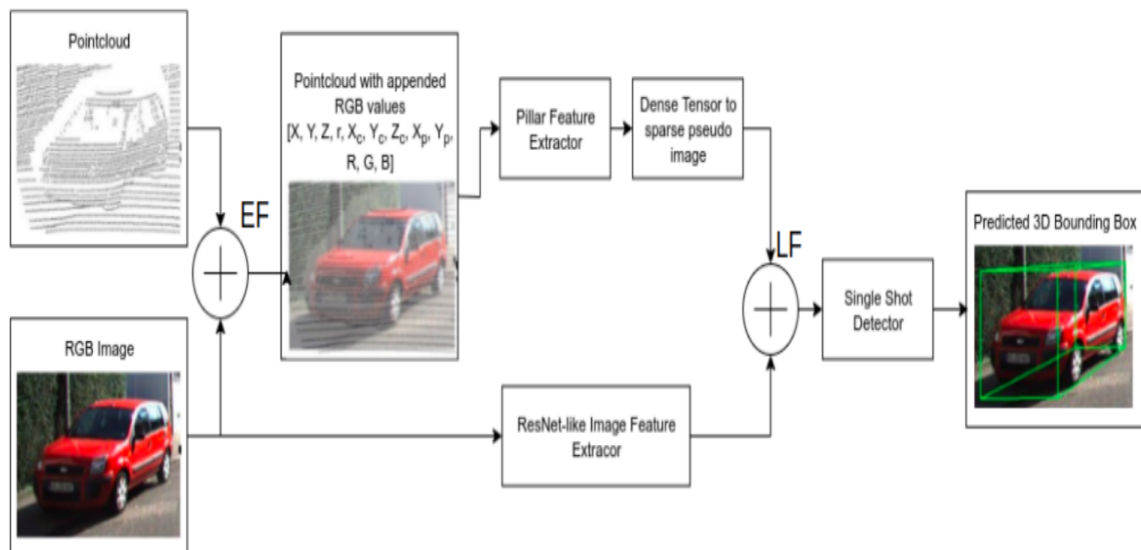 Pointcloud
EF
Pointcloud with appended
RGB values
[X, Y, Z, r, Xc, Yc, Zc, Xp, Yp,
R, G, B]
Pillar Feature
Extractor
Dense Tensor to
sparse pseudo
image
LF
Single Shot
Detector
Predicted 3D Bounding Box
RGB Image
ResNet-like Image Feature
Extracor